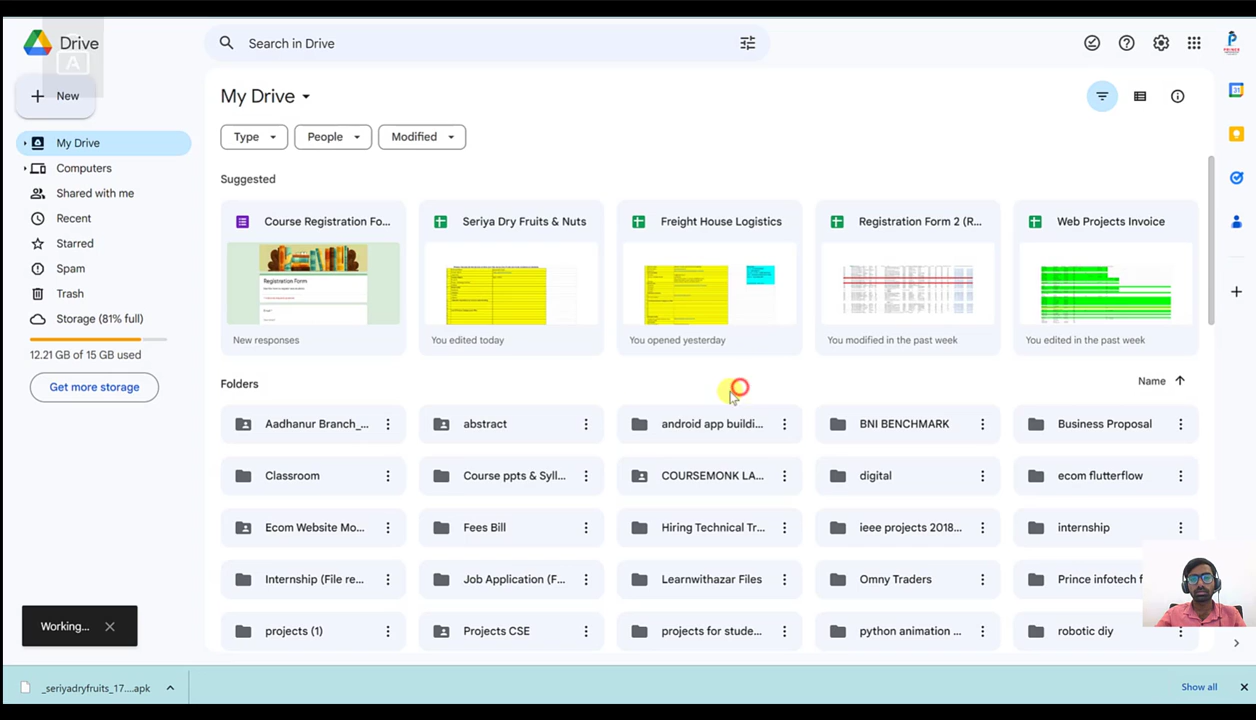 Drive
Search in Drive
A
New
My Drive
Computers
Shared with me
Recent
Starred
Spam
Trash
Storage (81% full)
12.21 GB of 15 GB used
Get more storage
My Drive
Type
People
Modified
Suggested
Course Registration Fo...
Seriya Dry Fruits & Nuts
Freight House Logistics
Registration Form 2 (R...
Web Projects Invoice
Registration Form
New responses
You edited today
You opened yesterday
You modified in the past week
You edited in the past week
Folders
Name
Aadhanur Branch_...
abstract
android app buildi...
BNI BENCHMARK
Business Proposal
Classroom
Course ppts & Syll...
COURSEMONK LA...
digital
ecom flutterflow
Ecom Website Mo...
Fees Bill
Hiring Technical Tr...
ieee projects 2018...
internship
Internship (File re...
Job Application (F...
Learnwithazar Files
Omny Traders
Prince infotech f
projects (1)
Projects CSE
projects for stude...
python animation ...
robotic diy
Working...
_seriyadryfruits_17....apk
Show all
31